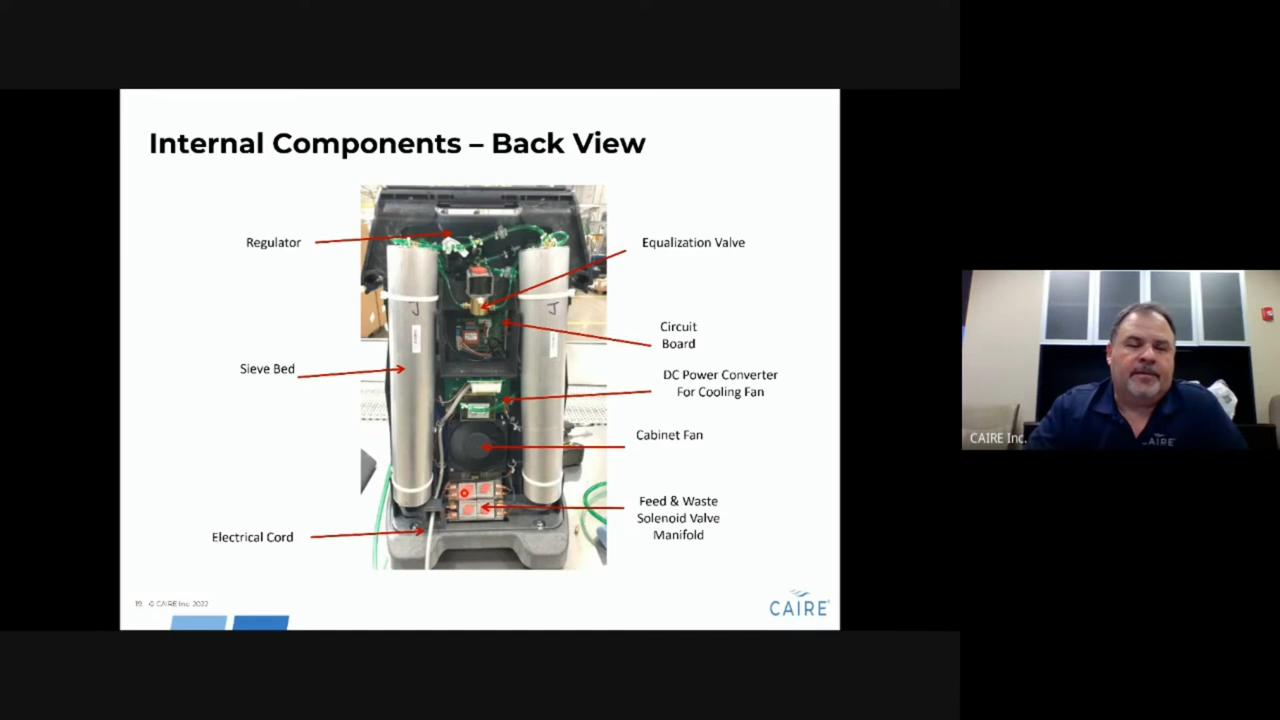 Internal Components – Back View
Regulator
Equalization Valve
Circuit
Board
Sieve Bed
DC Power Converter
For Cooling Fan
Cabinet Fan
Feed & Waste
Solenoid Valve
Manifold
Electrical Cord
19 © CAIRE Inc. 2022
CAIRE
CAIRE Inc.
CAIRE